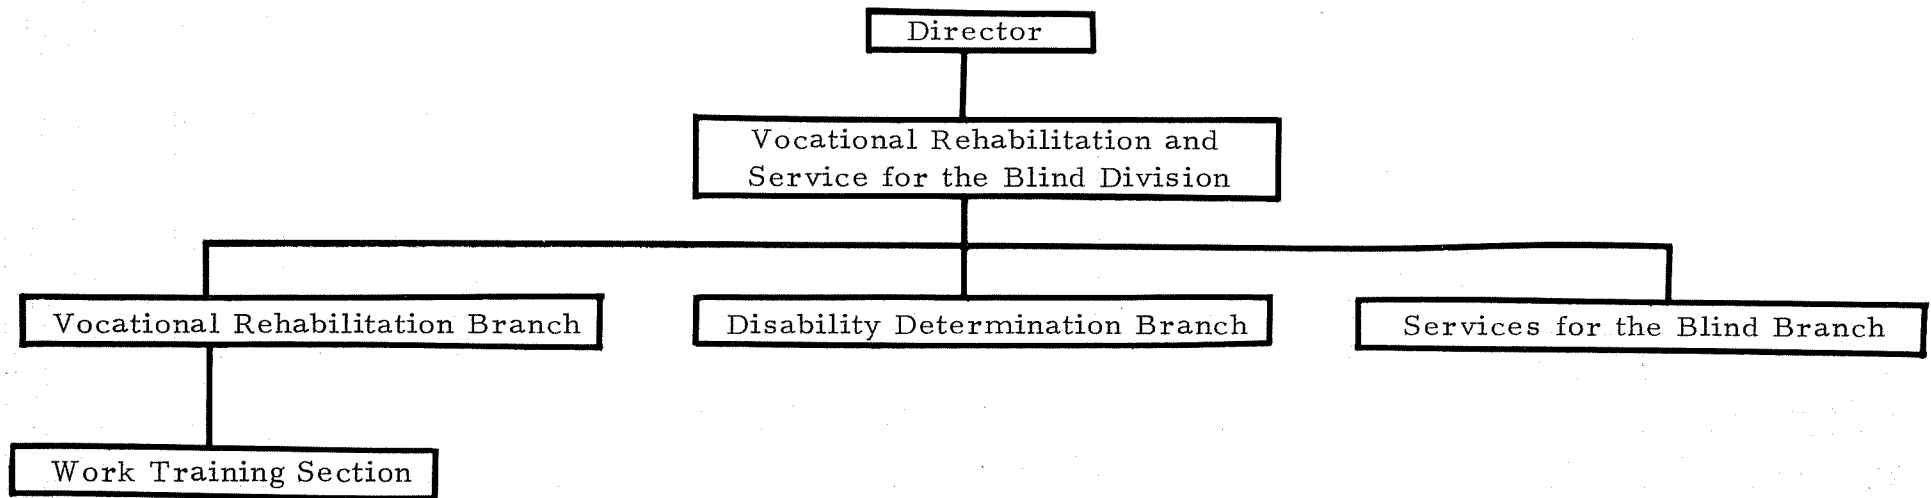 Director
Vocational Rehabilitation and
Service for the Blind Division
Vocational Rehabilitation Branch
Disability Determination Branch
Services for the Blind Branch
Work Training Section